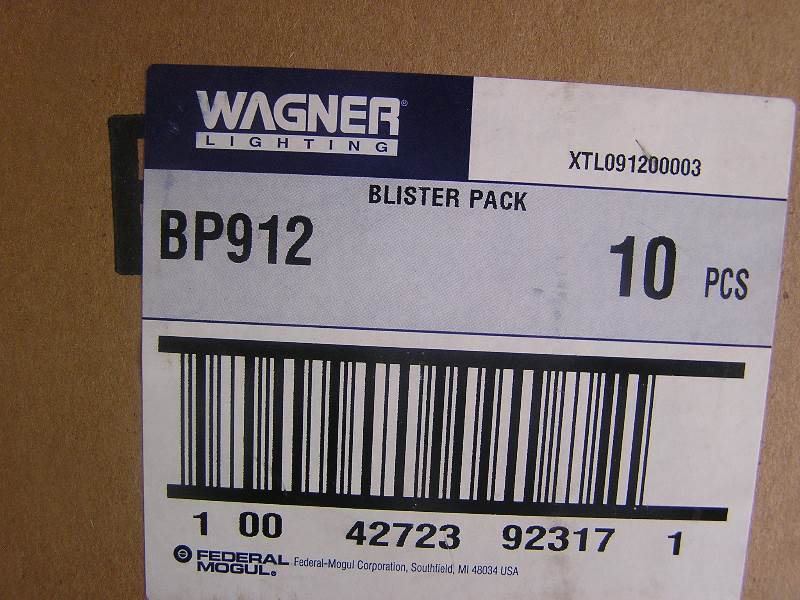 WAGNER®
LIGHTING
XTL091200003
BLISTER PACK
BP912
10 PCS
1 00 42723 92317 1
FEDERAL
MOGUL®
Federal-Mogul Corporation, Southfield, MI 48034 USA